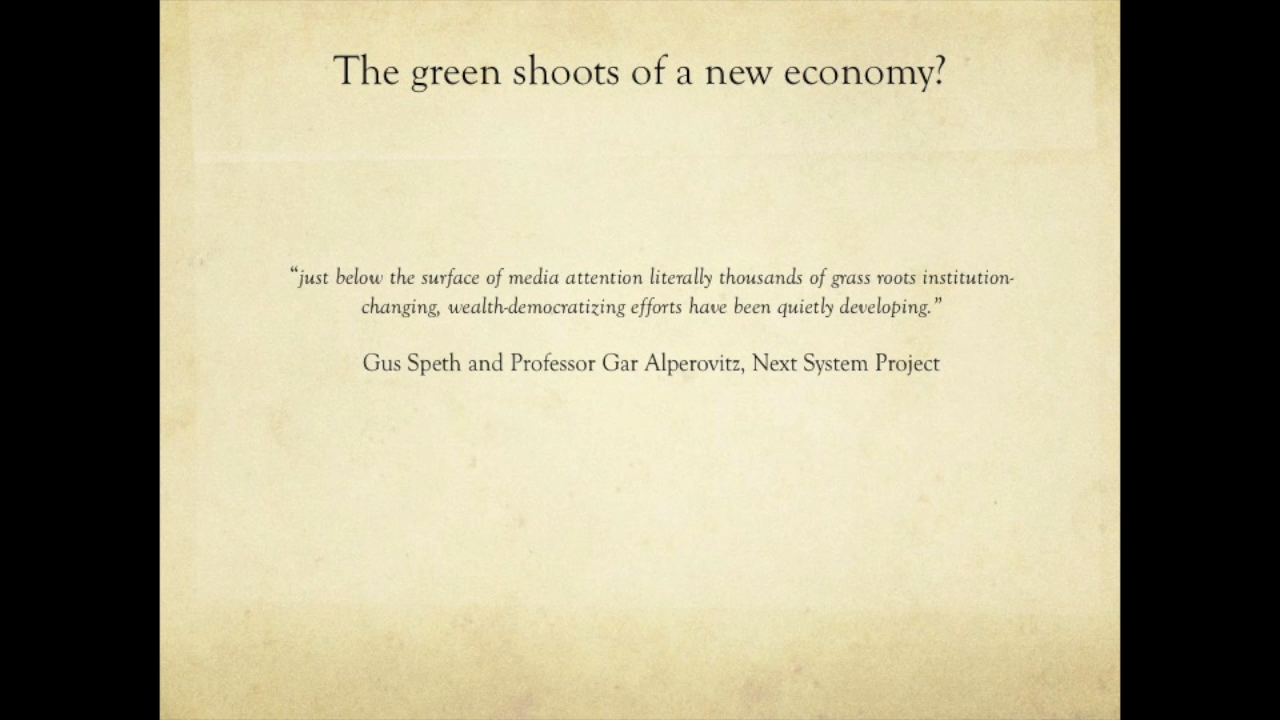 The green shoots of a new economy?
“just below the surface of media attention literally thousands of grass roots institution-
changing, wealth-democratizing efforts have been quietly developing.”
Gus Speth and Professor Gar Alperovitz, Next System Project